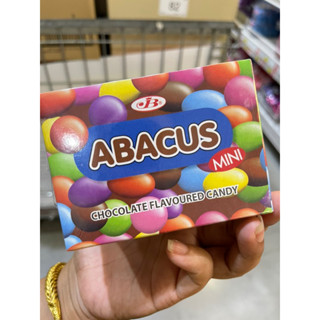 JB
ABACUS
MINI
CHOCOLATE FLAVOURED CANDY